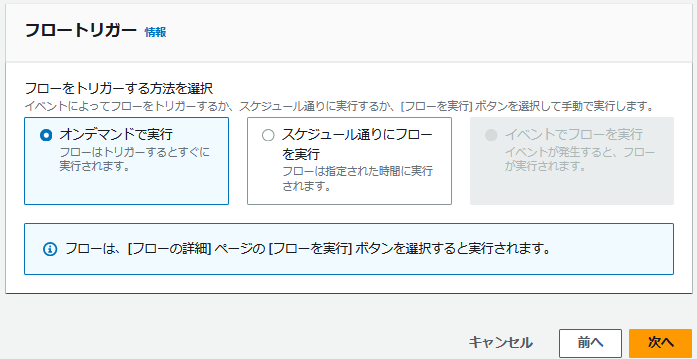 フロートリガー 情報
フローをトリガーする方法を選択
イベントによってフローをトリガーするか、スケジュール通りに実行するか、[フローを実行] ボタンを選択して手動で実行します。
オンデマンドで実行
フローはトリガーするとすぐに
実行されます。
スケジュール通りにフロー
を実行
フローは指定された時間に実行
されます。
イベントでフローを実行
イベントが発生すると、フロー
が実行されます。
フローは、[フローの詳細] ページの [フローを実行] ボタンを選択すると実行されます。
キャンセル 前へ 次へ